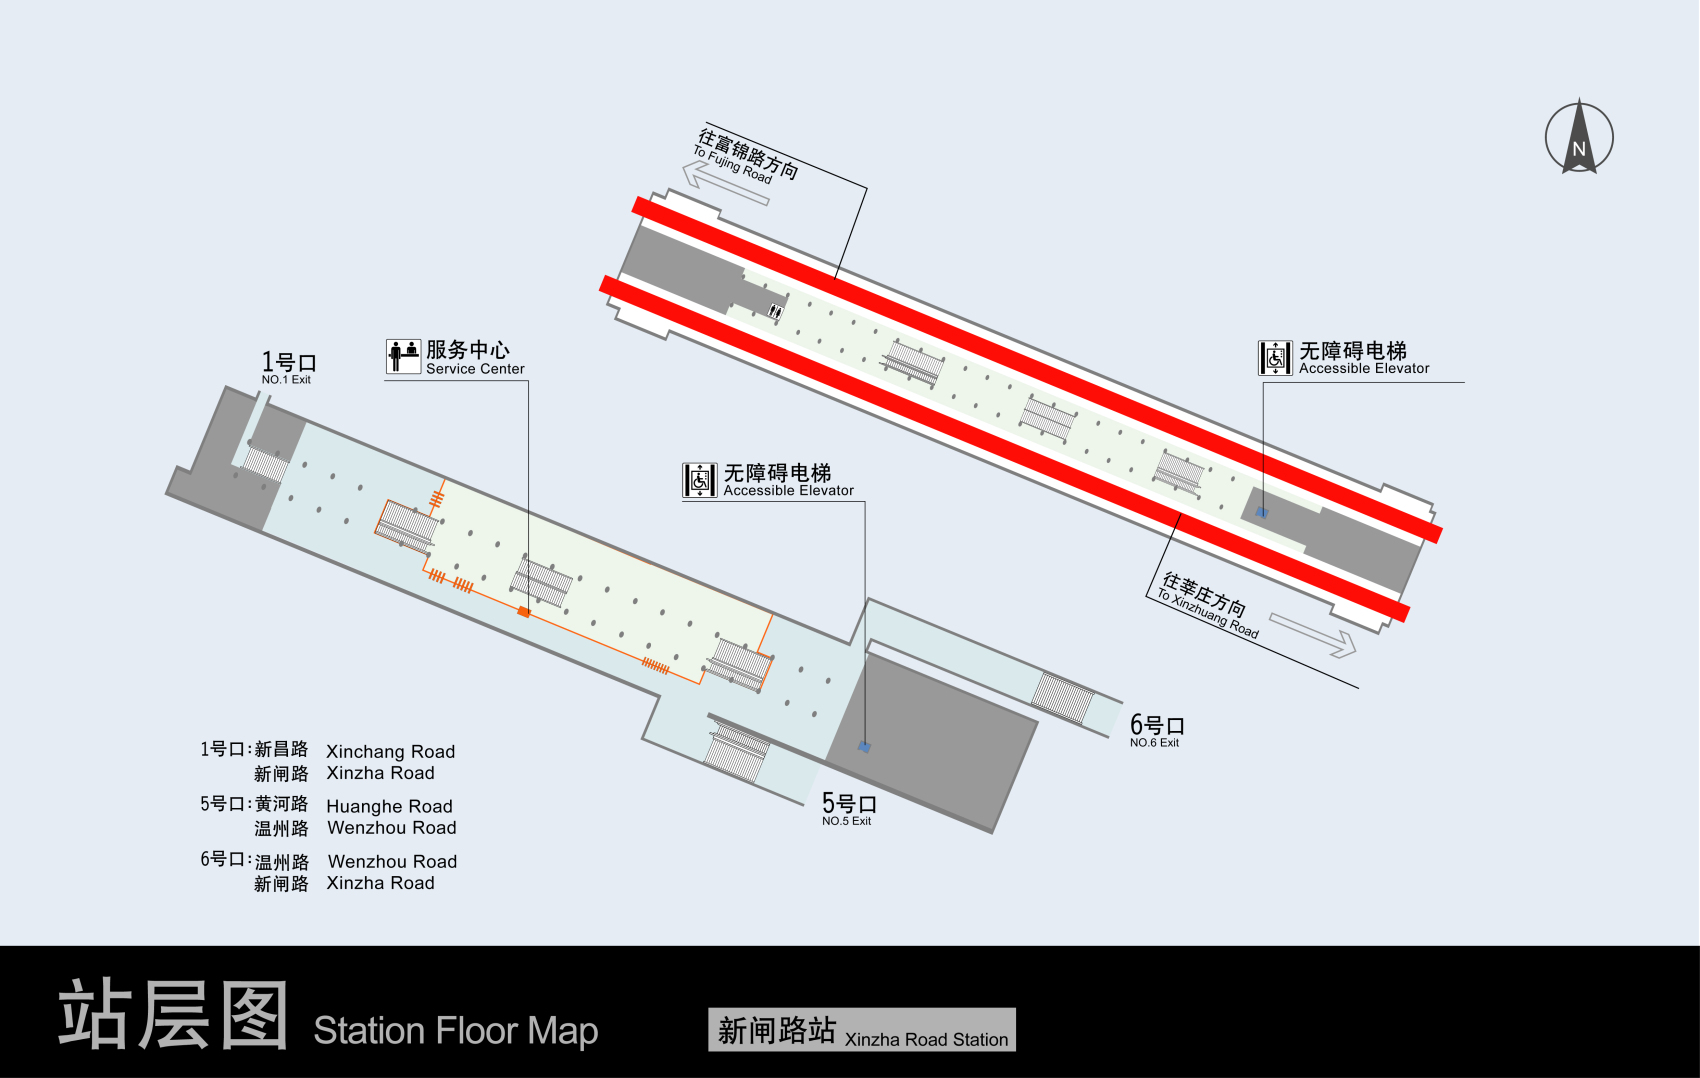 往富锦路方向
To Fujing Road
N
1号口
NO.1 Exit
服务中心
Service Center
无障碍电梯
Accessible Elevator
无障碍电梯
Accessible Elevator
往莘庄方向
To Xinzhuang Road
6号口
NO.6 Exit
5号口
NO.5 Exit
1号口:新昌路 Xinchang Road
新闸路 Xinzha Road
5号口:黄河路 Huanghe Road
温州路 Wenzhou Road
6号口:温州路 Wenzhou Road
新闸路 Xinzha Road
站层图 Station Floor Map
新闸路站 Xinzha Road Station